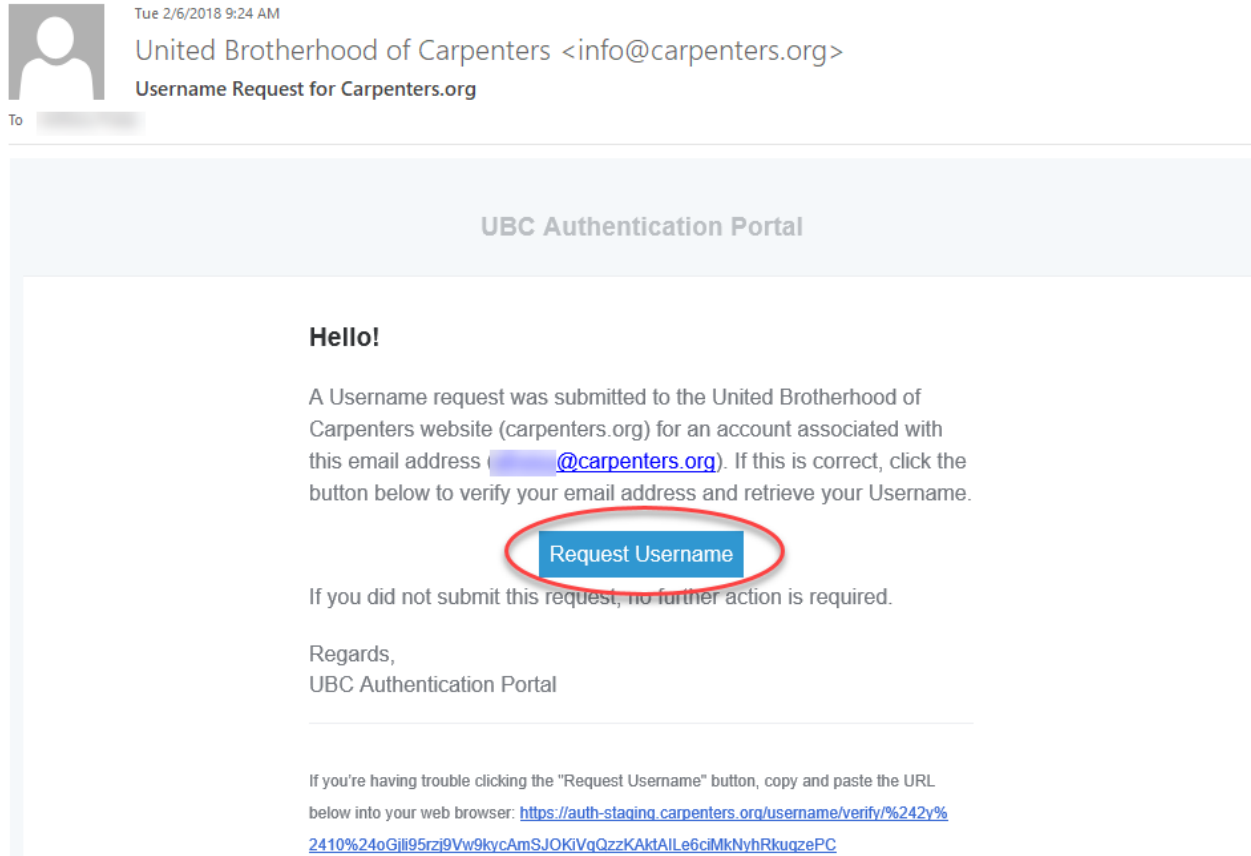 Tue 2/6/2018 9:24 AM
United Brotherhood of Carpenters <info@carpenters.org>
Username Request for Carpenters.org
To
UBC Authentication Portal
Hello!
A Username request was submitted to the United Brotherhood of
Carpenters website (carpenters.org) for an account associated with
this email address ( @carpenters.org). If this is correct, click the
button below to verify your email address and retrieve your Username.
Request Username
If you did not submit this request, no further action is required.
Regards,
UBC Authentication Portal
If you're having trouble clicking the "Request Username" button, copy and paste the URL
below into your web browser: https://auth-staging.carpenters.org/username/verify/%242y%
2410%24oGjli95rzj9Vw9kycAmSJOKiVqQzzKAktAILe6ciMkNyhRkuqzePC